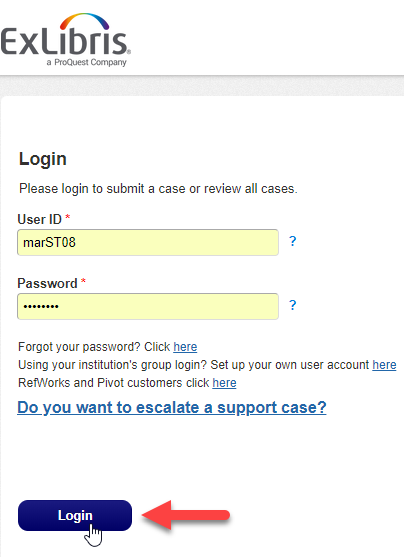 ExLibris
a ProQuest Company
Login
Please login to submit a case or review all cases.
User ID *
marST08
?
Password *
••••••••
?
Forgot your password? Click here
Using your institution's group login? Set up your own user account here
RefWorks and Pivot customers click here
Do you want to escalate a support case?
Login